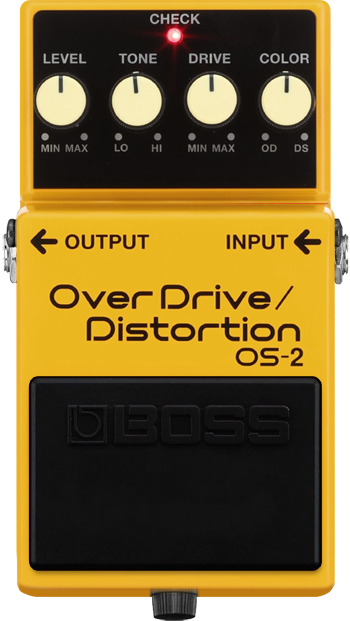 CHECK
LEVEL TONE DRIVE COLOR
MIN MAX LO HI MIN MAX OD DS
OUTPUT INPUT
Over Drive/
Distortion
OS-2
BOSS